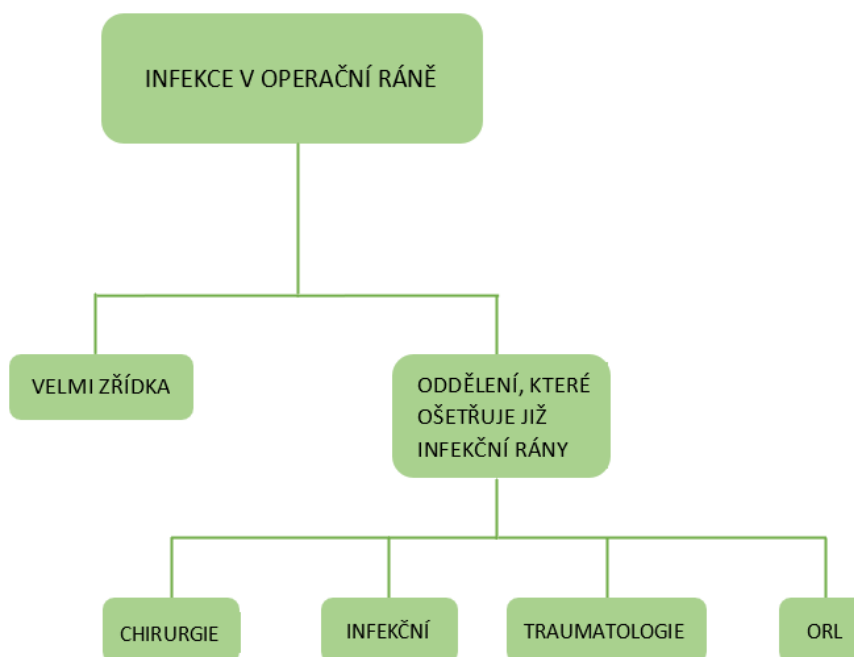 INFEKCE V OPERAČNÍ RÁNĚ
VELMI ZŘÍDKA
ODDĚLENÍ, KTERÉ
OŠETŘUJE JIŽ
INFEKČNÍ RÁNY
CHIRURGIE
INFEKČNÍ
TRAUMATOLOGIE
ORL